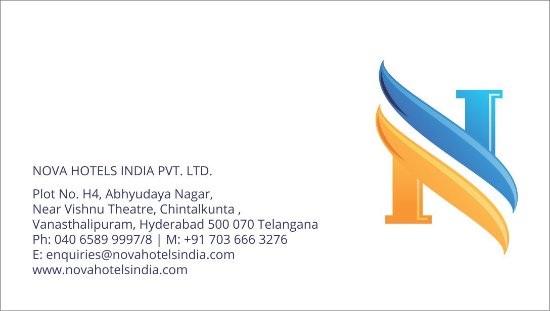 NOVA HOTELS INDIA PVT. LTD.
Plot No. H4, Abhyudaya Nagar,
Near Vishnu Theatre, Chintalkunta ,
Vanasthalipuram, Hyderabad 500 070 Telangana
Ph: 040 6589 9997/8 | M: +91 703 666 3276
E: enquiries@novahotelsindia.com
www.novahotelsindia.com
N